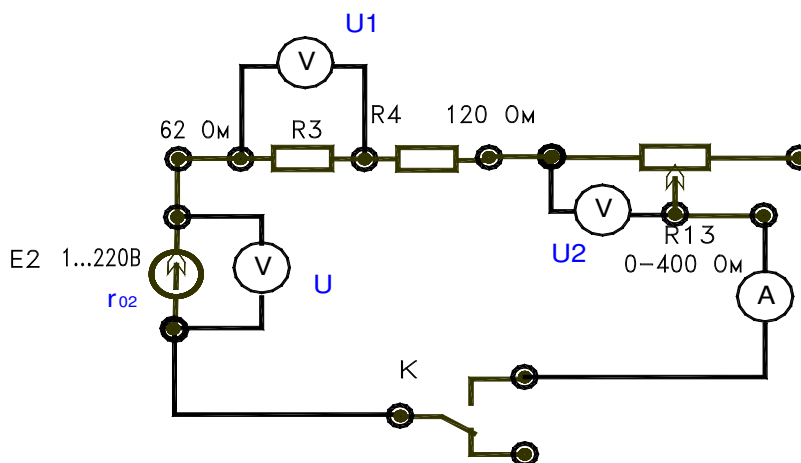 U1
V
62 Ом
R3
R4
120 Ом
V
R13
0-400 Ом
U2
E2 1...220В
V
U
r02
A
K